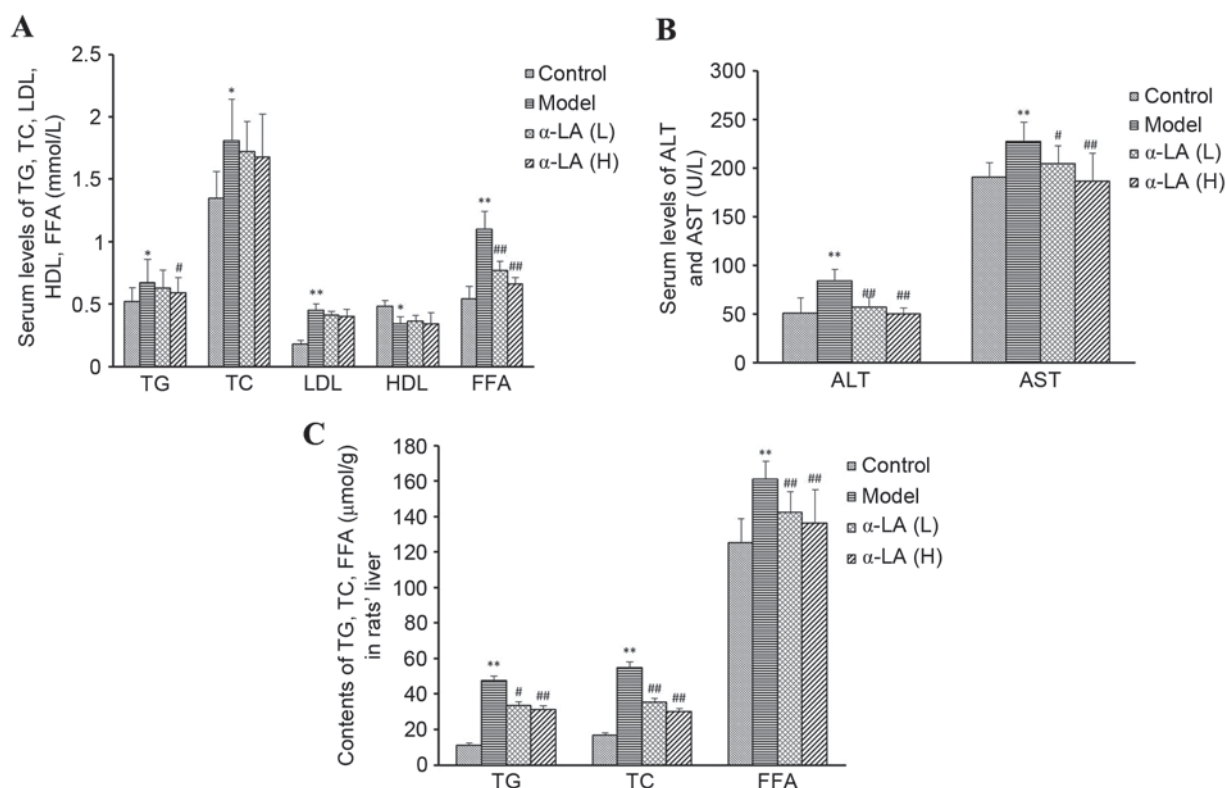 A
Serum levels of TG, TC, LDL,
HDL, FFA (mmol/L)
2.5
2
1.5
1
0.5
0
*
*
#
**
*
**
##
##
TG
TC
LDL
HDL
FFA
Control
Model
α-LA (L)
α-LA (H)
B
Serum levels of ALT
and AST (U/L)
300
250
200
150
100
50
0
**
##
##
**
#
##
ALT
AST
Control
Model
α-LA (L)
α-LA (H)
C
Contents of TG, TC, FFA (μmol/g)
in rats' liver
180
160
140
120
100
80
60
40
20
0
**
#
##
**
##
##
**
##
##
TG
TC
FFA
Control
Model
α-LA (L)
α-LA (H)